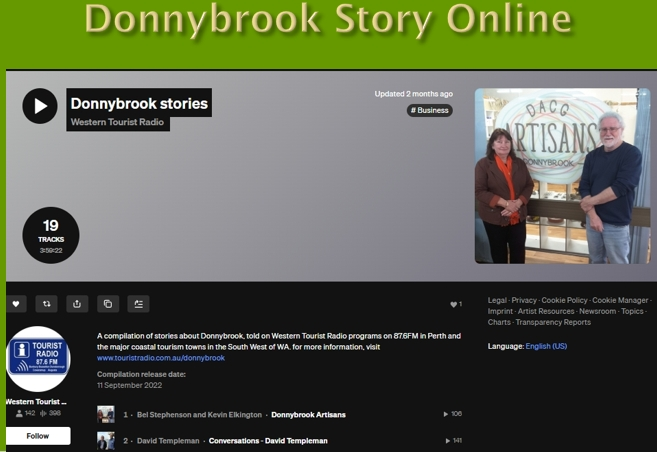 Donnybrook Story Online
Donnybrook stories
Western Tourist Radio
Updated 2 months ago
# Business
DACG
ARTISANS
DONNYBROOK
19
TRACKS
3:59:22
1
A compilation of stories about Donnybrook, told on Western Tourist Radio programs on 87.6FM in Perth and
the major coastal tourism towns in the South West of WA. for more information, visit
www.touristradio.com.au/donnybrook
Compilation release date:
11 September 2022
TOURIST
RADIO
87.6 FM
Western Tourist ...
142 398
Follow
1 · Bel Stephenson and Kevin Elkington · Donnybrook Artisans 106
2 · David Templeman · Conversations - David Templeman 141
Legal · Privacy · Cookie Policy · Cookie Manager ·
Imprint · Artist Resources · Newsroom · Topics ·
Charts · Transparency Reports
Language: English (US)